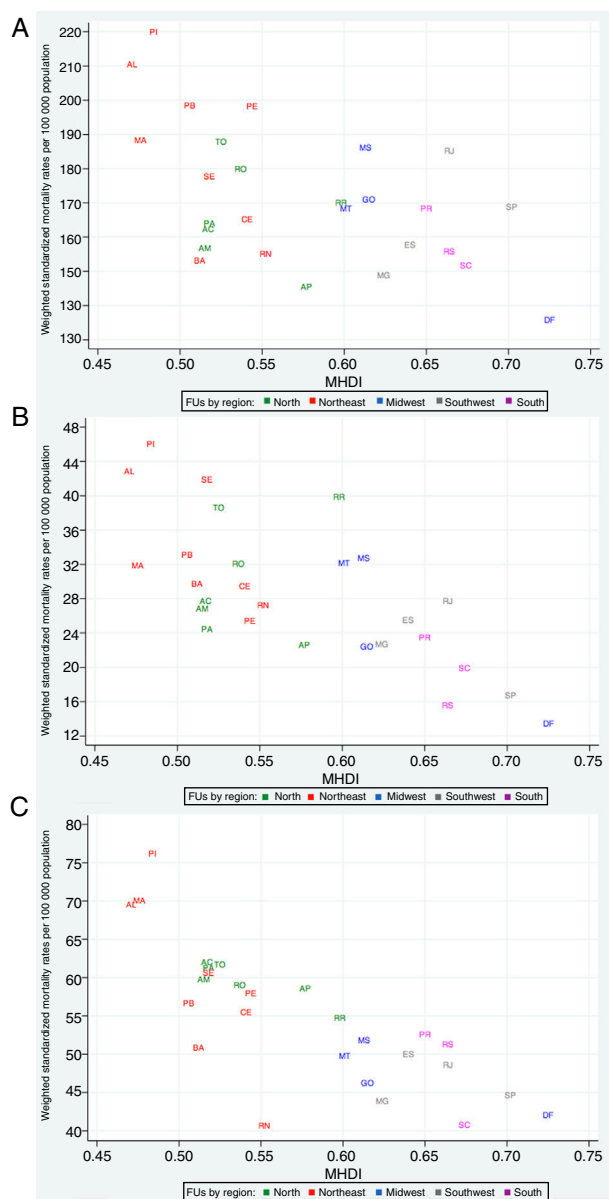 A
Weighted standardized mortality rates per 100 000 population
220
210
200
190
180
170
160
150
130
130
PI
AL
PB
PE
MA
TO
MS
RJ
RO
SE
RR
GO
MT
PR
SP
PA
CE
AC
AM
ES
RN
RS
BA
SC
MG
AP
DF
0.45
0.50
0.55
0.60
0.65
0.70
0.75
MHDI
FUs by region: North Northeast Midwest Southwest South
B
Weighted standardized mortality rates per 100 000 population
48
44
40
36
32
28
24
20
16
12
PI
AL
SE
RR
TO
PB
MS
MA
RO
MT
BA
CE
AC
RJ
AM
RN
PE
ES
PA
PR
AP
GO
MG
SC
SP
RS
DF
0.45
0.50
0.55
0.60
0.65
0.70
0.75
MHDI
FUs by region: North Northeast Midwest Southwest South
C
Weighted standardized mortality rates per 100 000 population
80
75
70
65
60
55
50
45
40
PI
MA
AL
AC
TO
PA
SE
AM
RO
AP
PE
PB
CE
RR
PR
MS
RS
BA
MT
ES
RJ
GO
SP
MG
DF
RN
SC
0.45
0.50
0.55
0.60
0.65
0.70
0.75
MHDI
FUs by region: North Northeast Midwest Southwest South